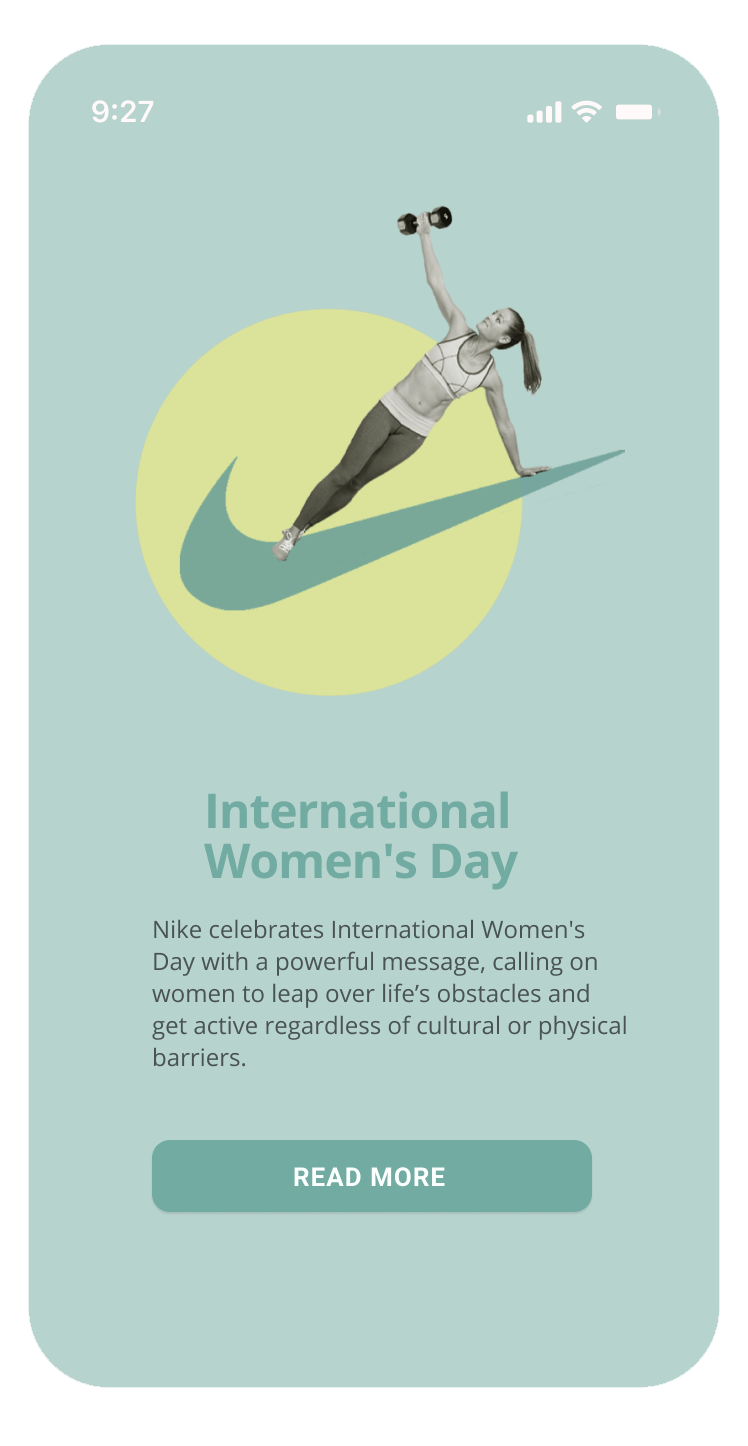 9:27
International
Women's Day
Nike celebrates International Women's
Day with a powerful message, calling on
women to leap over life’s obstacles and
get active regardless of cultural or physical
barriers.
READ MORE